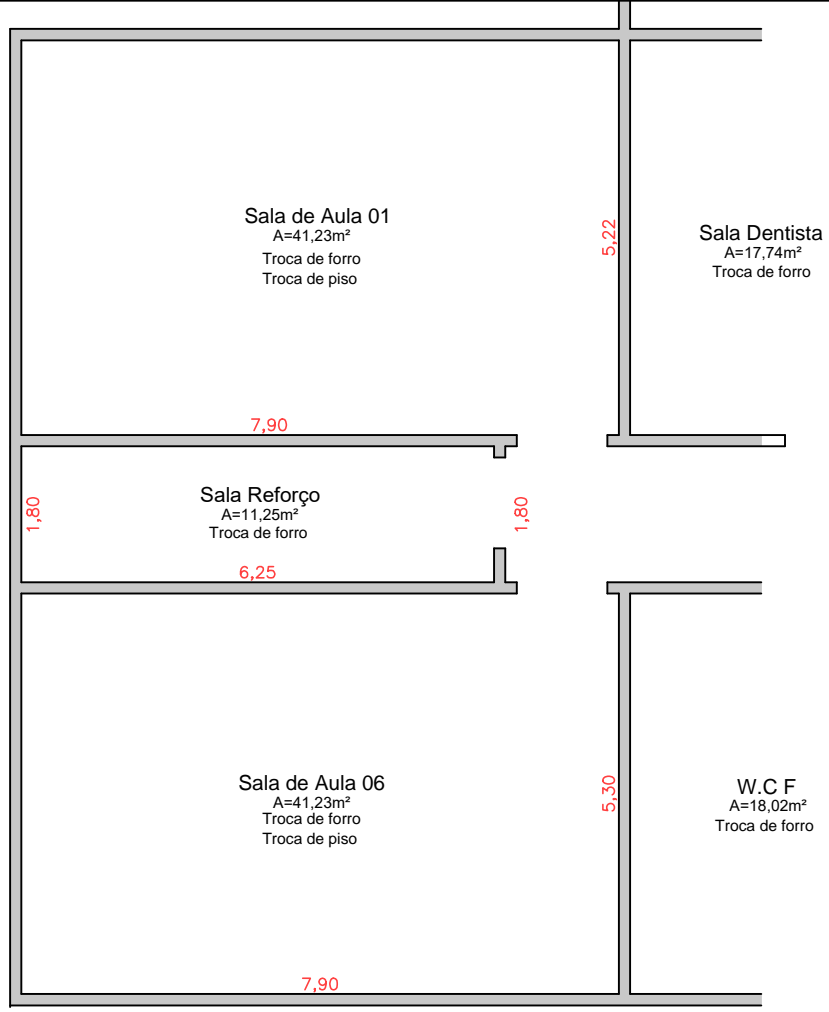 Sala de Aula 01
A=41,23m²
Troca de forro
Troca de piso
5,22
Sala Dentista
A=17,74m²
Troca de forro
7,90
1,80
Sala Reforço
A=11,25m²
Troca de forro
1,80
6,25
Sala de Aula 06
A=41,23m²
Troca de forro
Troca de piso
5,30
W.C F
A=18,02m²
Troca de forro
7,90